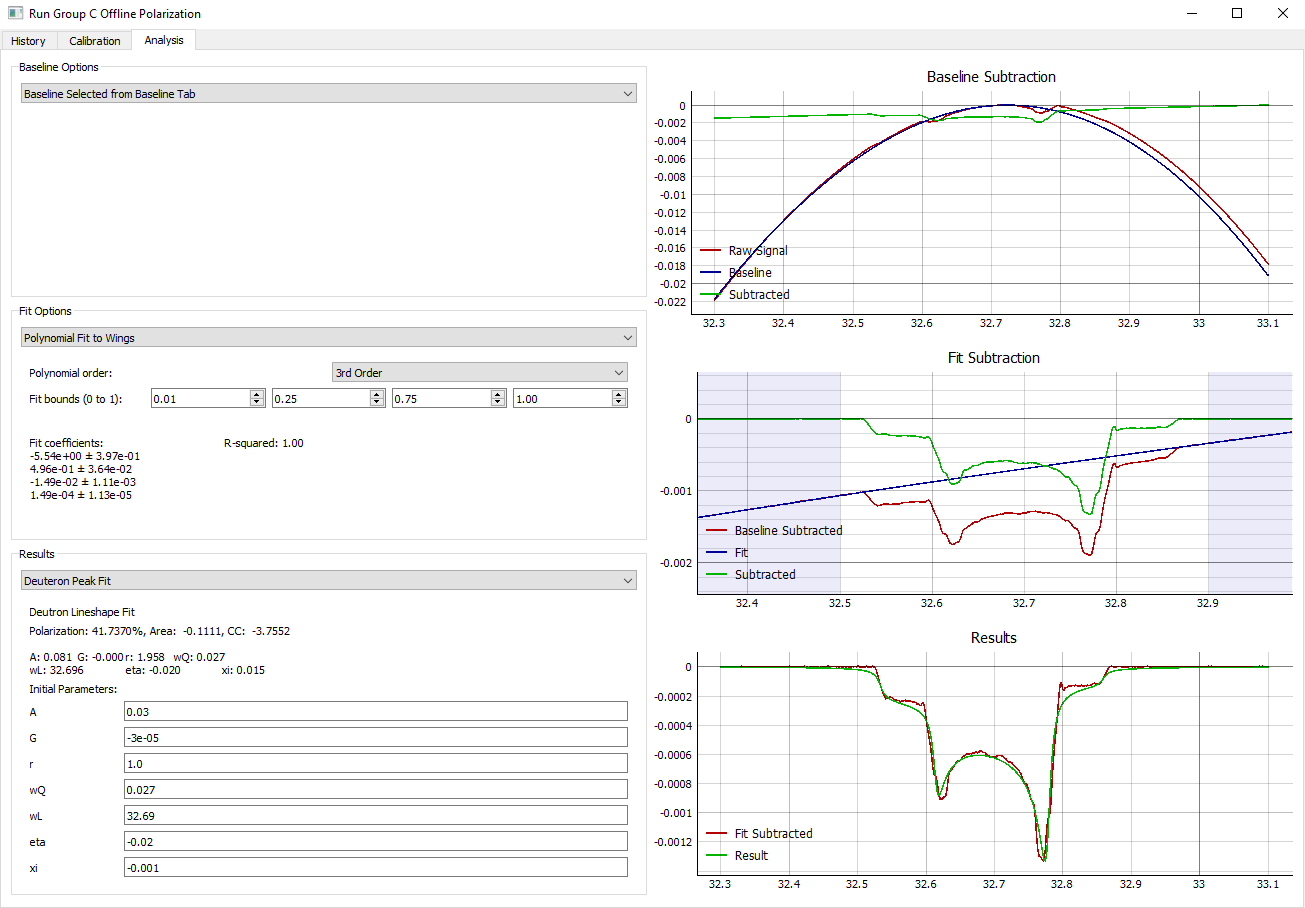 Run Group C Offline Polarization
History Calibration Analysis
Baseline Options
Baseline Selected from Baseline Tab
Fit Options
Polynomial Fit to Wings
Polynomial order: 3rd Order
Fit bounds (0 to 1): 0.01 0.25 0.75 1.00
Fit coefficients: R-squared: 1.00
-5.54e+00 ± 3.97e-01
4.96e-01 ± 3.64e-02
-1.49e-02 ± 1.11e-03
1.49e-04 ± 1.13e-05
Results
Deuteron Peak Fit
Deutron Lineshape Fit
Polarization: 41.7370%, Area: -0.1111, CC: -3.7552
A: 0.081 G: -0.000 r: 1.958 wQ: 0.027
wL: 32.696 eta: -0.020 xi: 0.015
Initial Parameters:
A 0.03
G -3e-05
r 1.0
wQ 0.027
wL 32.69
eta -0.02
xi -0.001
Baseline Subtraction
0
-0.002
-0.004
-0.006
-0.008
-0.01
-0.012
-0.014
-0.016
-0.018
-0.02
-0.022
Raw Signal
Baseline
Subtracted
32.3 32.4 32.5 32.6 32.7 32.8 32.9 33 33.1
Fit Subtraction
0
-0.001
-0.002
Baseline Subtracted
Fit
Subtracted
32.4 32.5 32.6 32.7 32.8 32.9
Results
0
-0.0002
-0.0004
-0.0006
-0.0008
-0.001
-0.0012
Fit Subtracted
Result
32.3 32.4 32.5 32.6 32.7 32.8 32.9 33 33.1